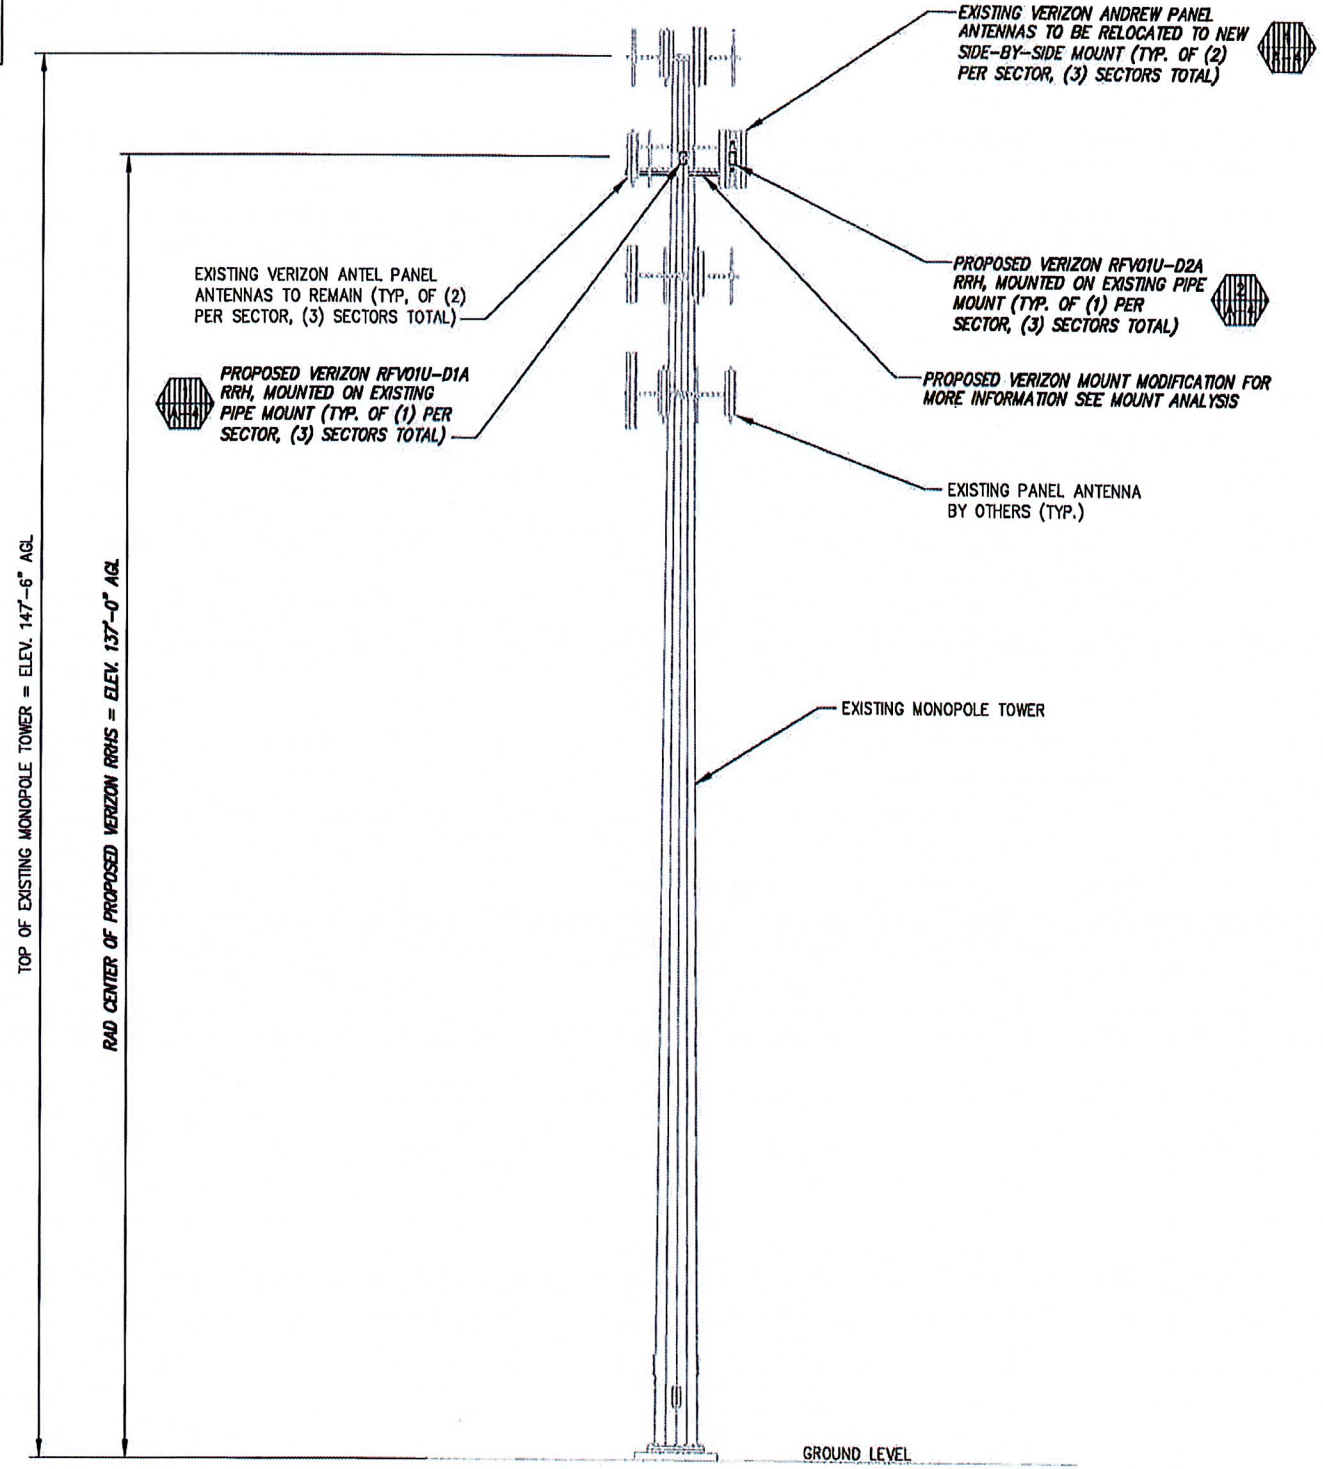 EXISTING VERIZON ANDREW PANEL
ANTENNAS TO BE RELOCATED TO NEW
SIDE-BY-SIDE MOUNT (TYP. OF (2)
PER SECTOR, (3) SECTORS TOTAL)
EXISTING VERIZON ANTEL PANEL
ANTENNAS TO REMAIN (TYP. OF (2)
PER SECTOR, (3) SECTORS TOTAL)
PROPOSED VERIZON RFV01U-D2A
RRH, MOUNTED ON EXISTING PIPE
MOUNT (TYP. OF (1) PER
SECTOR, (3) SECTORS TOTAL)
2
PROPOSED VERIZON RFV01U-D1A
RRH, MOUNTED ON EXISTING
PIPE MOUNT (TYP. OF (1) PER
SECTOR, (3) SECTORS TOTAL)
1
A-4
PROPOSED VERIZON MOUNT MODIFICATION FOR
MORE INFORMATION SEE MOUNT ANALYSIS
EXISTING PANEL ANTENNA
BY OTHERS (TYP.)
TOP OF EXISTING MONOPOLE TOWER = ELEV. 147'-6" AGL
RAD CENTER OF PROPOSED VERIZON RRHS = ELEV. 137'-0" AGL
EXISTING MONOPOLE TOWER
GROUND LEVEL